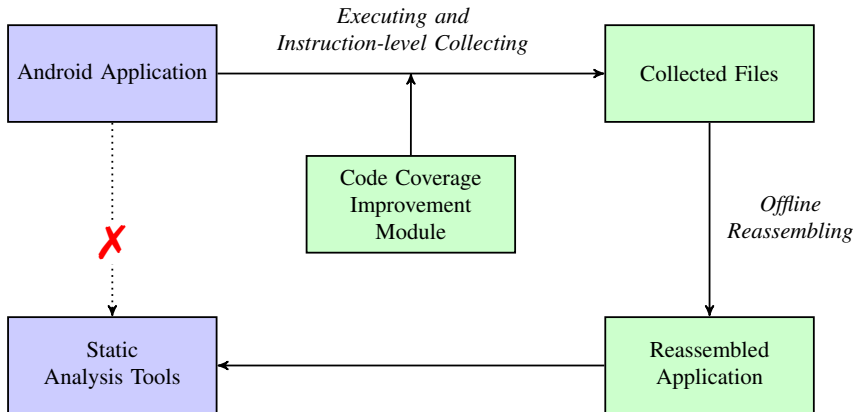 Executing and
Instruction-level Collecting
Android Application
Collected Files
Code Coverage
Improvement
Module
Offline
Reassembling
Static
Analysis Tools
Reassembled
Application